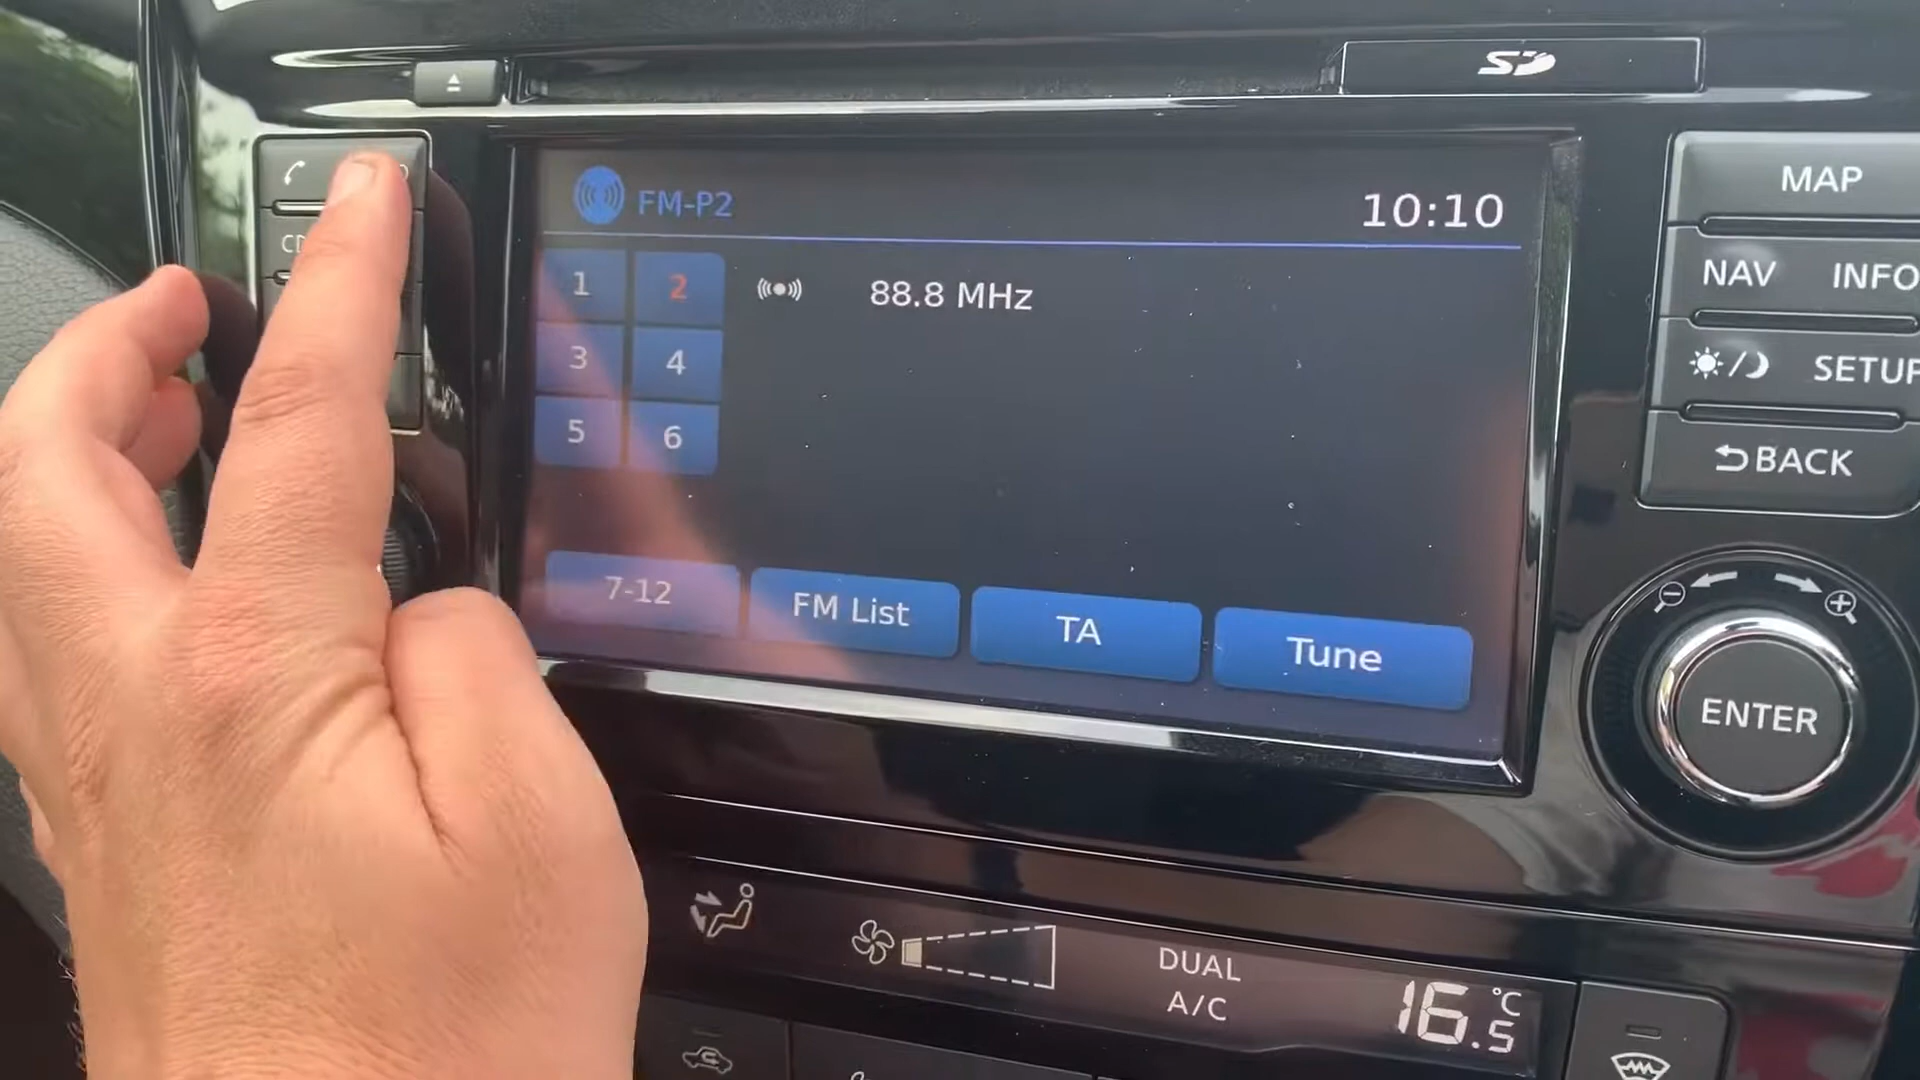 SD
MAP
NAV INFO
SETUP
BACK
ENTER
CD
FM-P2
10:10
1 2
88.8 MHz
3 4
5 6
7-12
FM List
TA
Tune
DUAL
A/C
16.5 °C